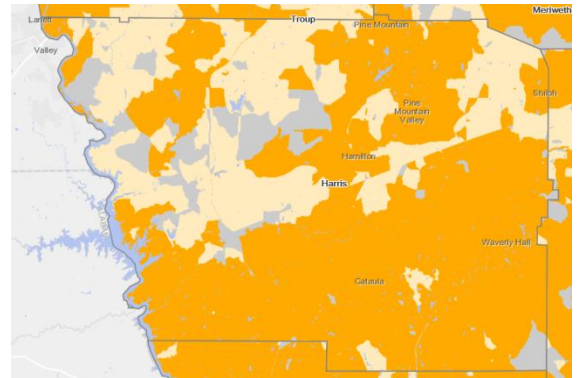 Lanett
Troup
Meriweth
Pine Mountain
Valley
Shiloh
Pine
Mountain
Valley
Hamilton
Harris
Waverly Hall
Cataula